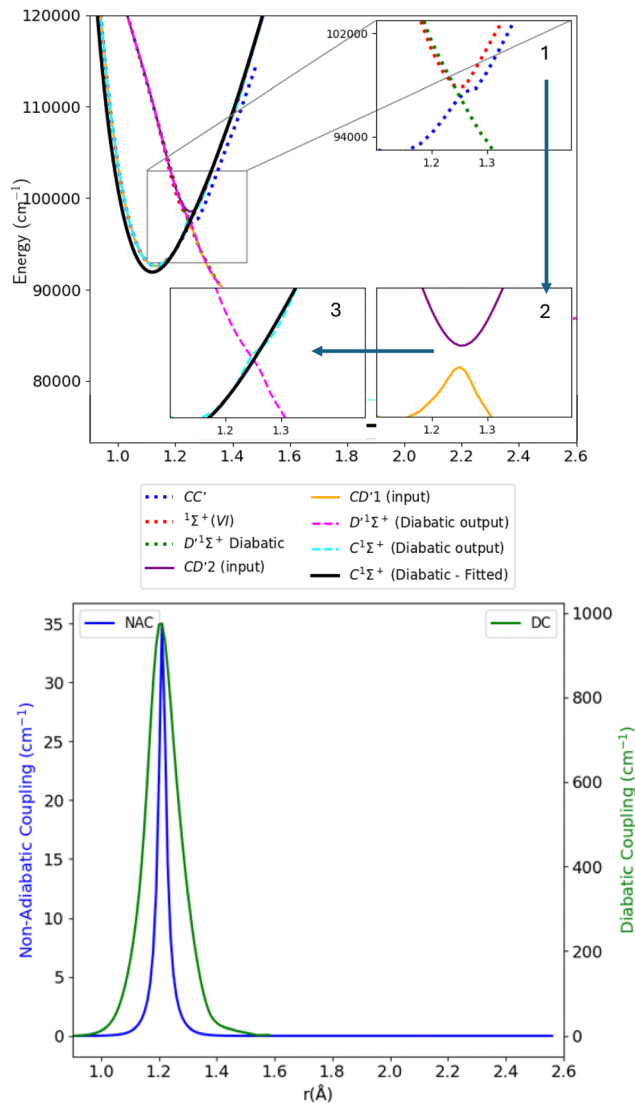 120000
110000
100000
90000
80000
Energy (cm⁻¹)
102000
94000
1.2 1.3
1
3
1.2 1.3
2
1.2 1.3
1.0 1.2 1.4 1.6 1.8 2.0 2.2 2.4 2.6
CC'
¹Σ⁺(VI)
D'¹Σ⁺ Diabatic
CD'2 (input)
CD'1 (input)
D'¹Σ⁺ (Diabatic output)
C¹Σ⁺ (Diabatic output)
C¹Σ⁺ (Diabatic - Fitted)
NAC
DC
35
30
25
20
15
10
5
0
Non-Adiabatic Coupling (cm⁻¹)
1000
800
600
400
200
0
Diabatic Coupling (cm⁻¹)
1.0 1.2 1.4 1.6 1.8 2.0 2.2 2.4 2.6
r(Å)